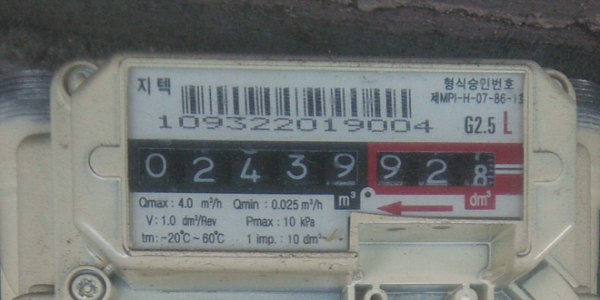 지텍
형식승인번호
제MPI-H-07-86-13
109322019004
G2.5 L
02439 928
m³
dm³
Qmax : 4.0 m³/h Qmin : 0.025 m³/h
V : 1.0 dm³/Rev Pmax : 10 kPa
tm : -20°C ~ 60°C 1 imp. : 10 dm³